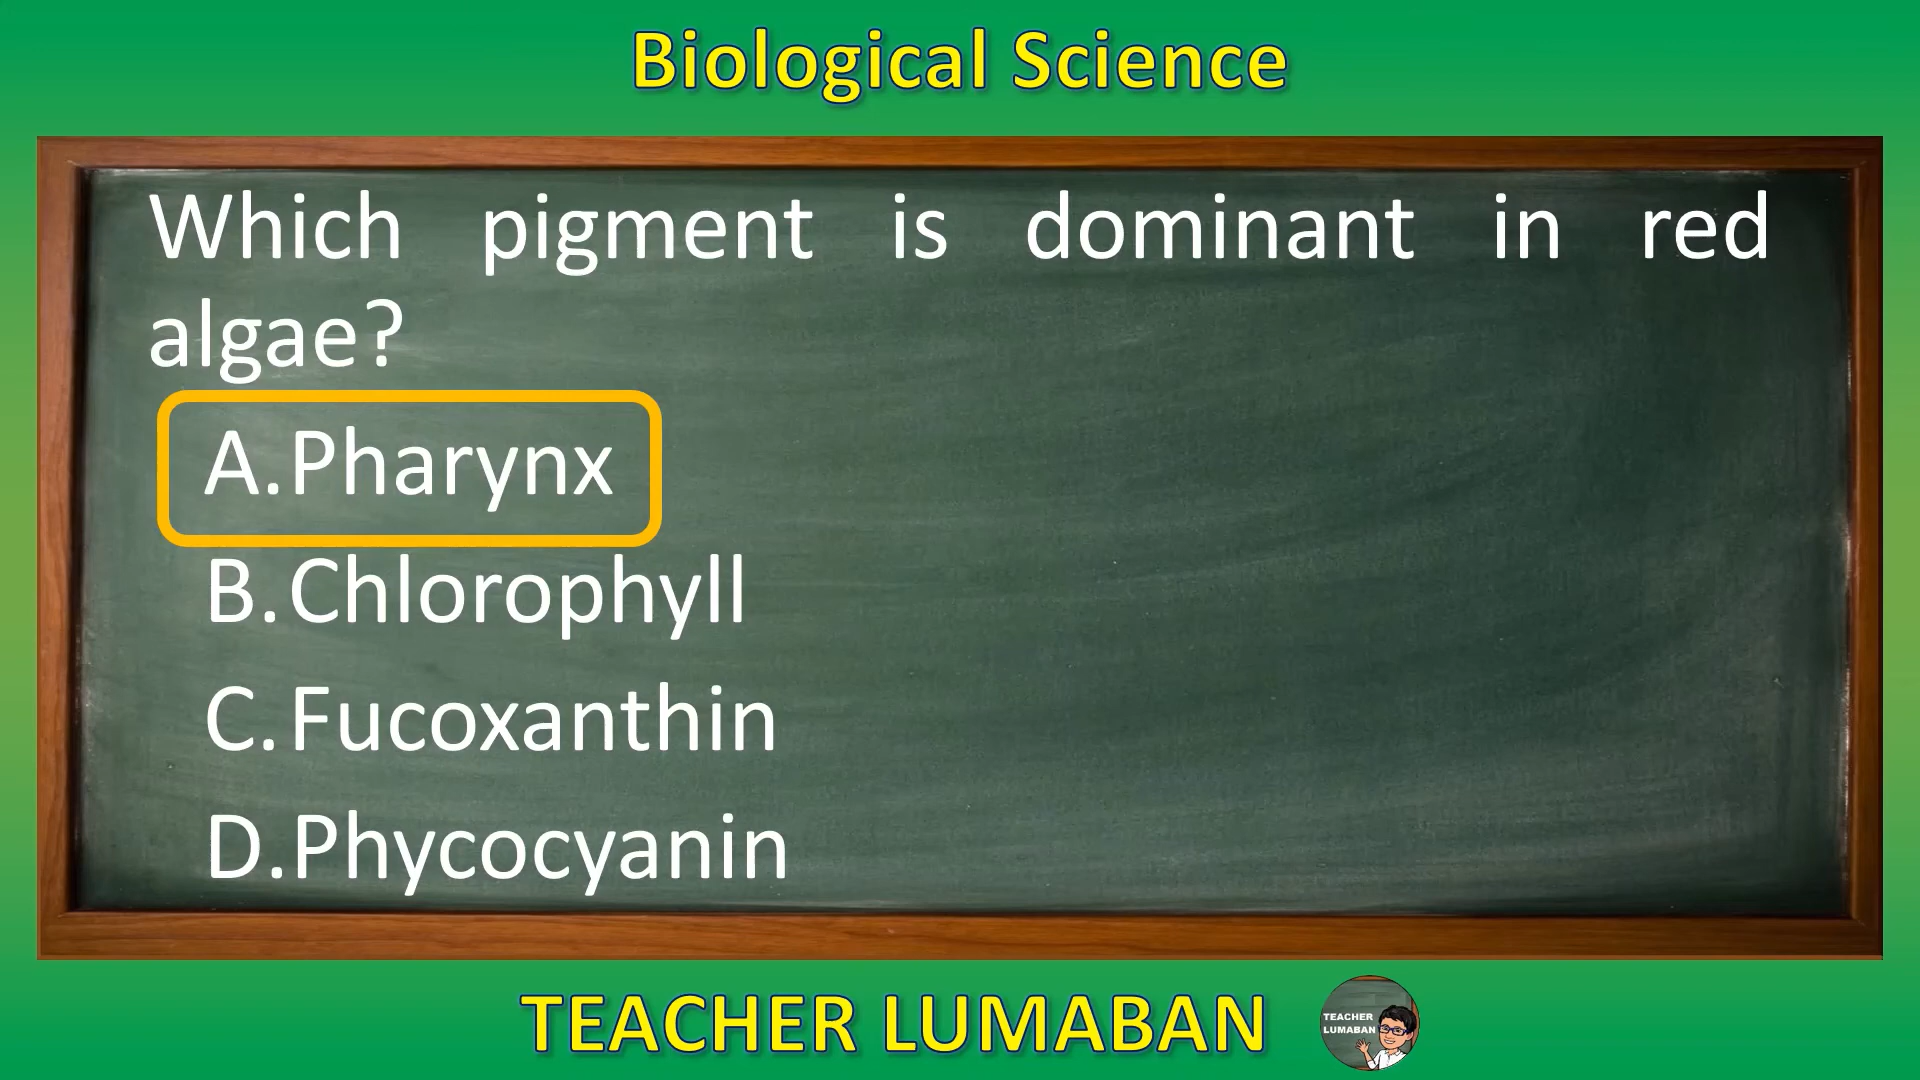 Biological Science
Which pigment is dominant in red
algae?
A. Pharynx
B. Chlorophyll
C. Fucoxanthin
D. Phycocyanin
TEACHER LUMABAN
TEACHER
LUMABAN